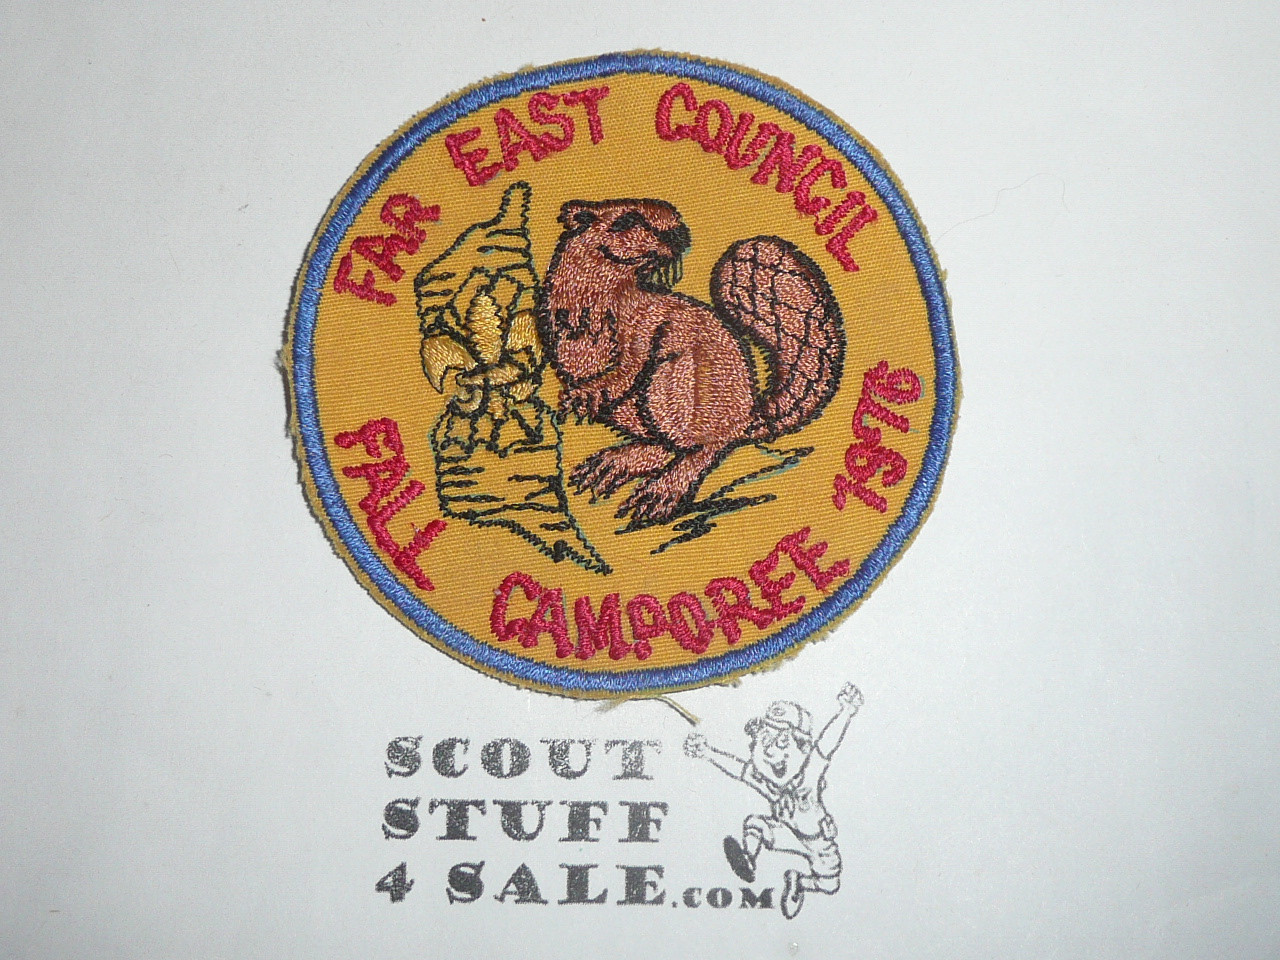 FAR EAST COUNCIL
FALL CAMPOREE 1976
SCOUT
STUFF
4 SALE.COM